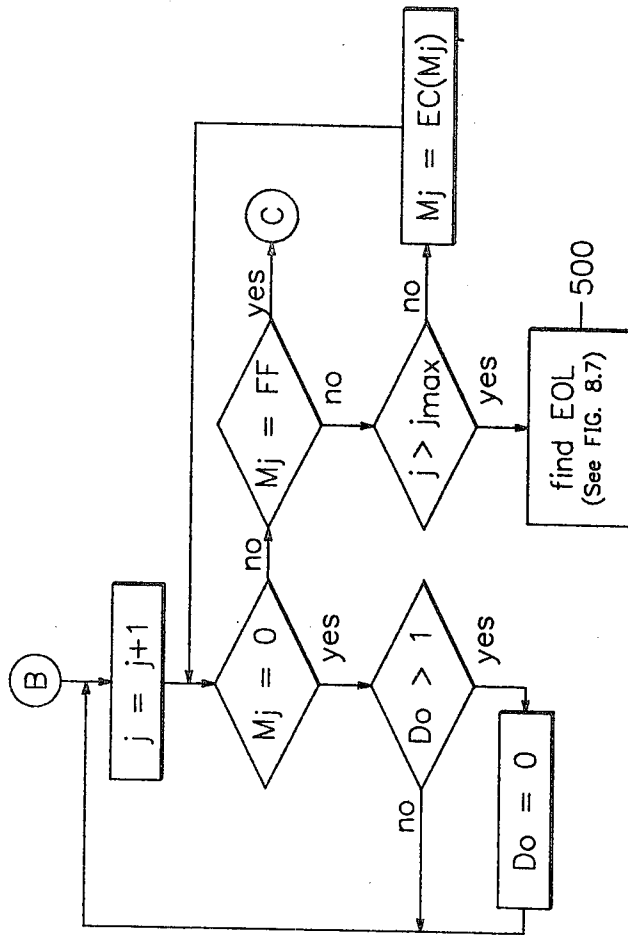 B
j = j+1
Mj = 0
no
yes
Mj = FF
yes
C
no
j > jmax
no
Mj = EC(Mj)
yes
find EOL
(See FIG. 8.7)
500
Do > 1
no
yes
Do = 0